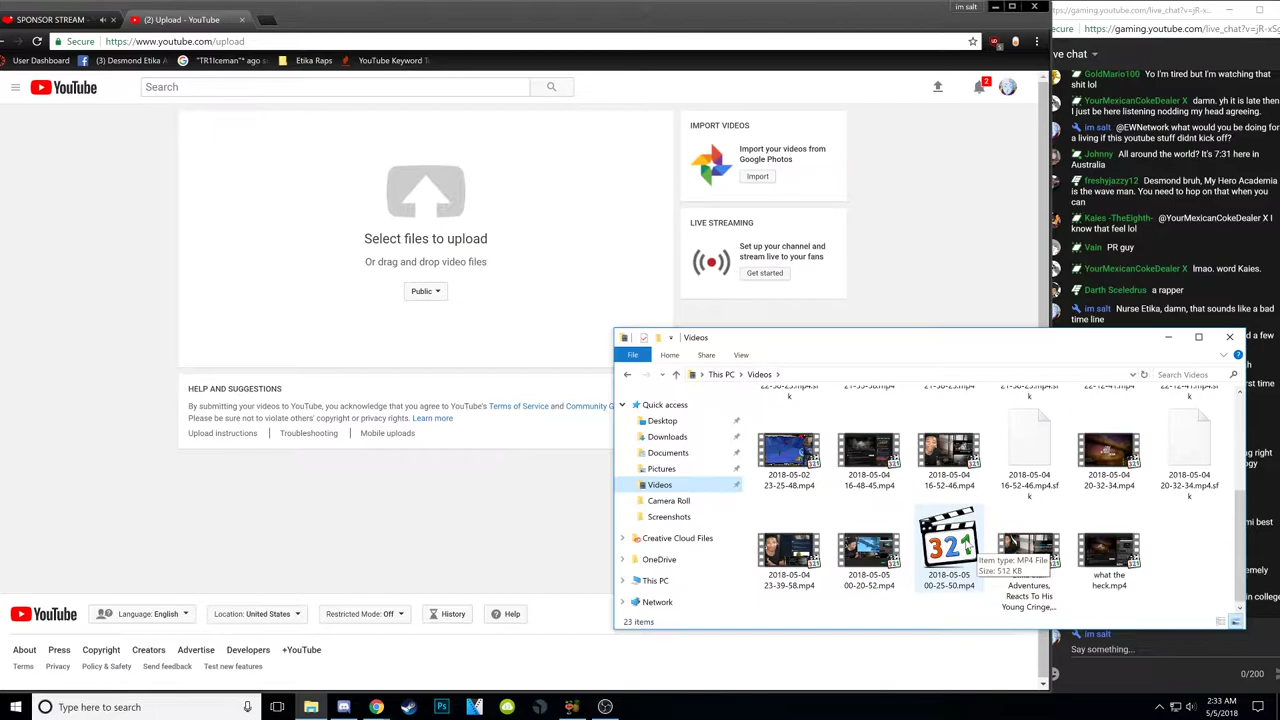 SPONSOR STREAM -
(2) Upload - YouTube
im salt
Secure
https://www.youtube.com/upload
User Dashboard
(3) Desmond Etika
"TR1Iceman"* ago s
Etika Raps
YouTube Keyword To
YouTube
Search
2
Select files to upload
Or drag and drop video files
Public
IMPORT VIDEOS
Import your videos from
Google Photos
Import
LIVE STREAMING
Set up your channel and
stream live to your fans
Get started
HELP AND SUGGESTIONS
By submitting your videos to YouTube, you acknowledge that you agree to YouTube's Terms of Service and Community G
Please be sure not to violate others' copyright or privacy rights. Learn more
Upload instructions
Troubleshooting
Mobile uploads
YouTube
Language: English
Location: United States
Restricted Mode: Off
History
Help
About
Press
Copyright
Creators
Advertise
Developers
+YouTube
Terms
Privacy
Policy & Safety
Send feedback
Test new features
Videos
File
Home
Share
View
This PC
Videos
Search Videos
Quick access
Desktop
Downloads
Documents
Pictures
Videos
Camera Roll
Screenshots
Creative Cloud Files
OneDrive
This PC
Network
k
k
2018-05-02
23-25-48.mp4
2018-05-04
16-48-45.mp4
2018-05-04
16-52-46.mp4
2018-05-04
16-52-46.mp4.sf
k
2018-05-04
20-32-34.mp4
2018-05-04
20-32-34.mp4.sf
k
2018-05-04
23-39-58.mp4
2018-05-05
00-20-52.mp4
321
2018-05-05
00-25-50.mp4
Item type: MP4 File
Size: 512 KB
Adventures,
Reacts To His
Young Cringe,...
what the
heck.mp4
23 items
https://gaming.youtube.com/live_chat?v=jR-xSg
ve chat
GoldMario100 Yo I'm tired but I'm watching that
shit lol
YourMexicanCokeDealer X damn. yh it is late then
I just be here listening nodding my head agreeing.
im salt @EWNetwork what would you be doing for
a living if this youtube stuff didnt kick off?
Johnny All around the world? It's 7:31 here in
Australia
freshyjazzy12 Desmond bruh, My Hero Academia
is the wave man. You need to hop on that when you
can
Kaies -TheEighth- @YourMexicanCokeDealer X I
know that feel lol
Vain PR guy
YourMexicanCokeDealer X lmao. word Kaies.
Darth Sceledrus a rapper
im salt Nurse Etika, damn, that sounds like a bad
time line
im salt
Say something...
0/200
Type here to search
2:33 AM
5/5/2018